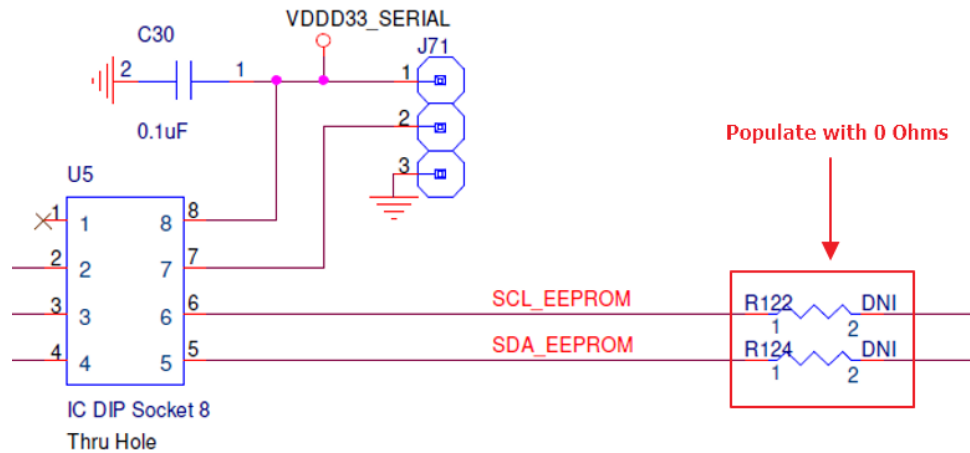 VDDD33_SERIAL
C30
J71
2
1
1
0.1uF
2
Populate with 0 Ohms
3
U5
1
1
8
8
2
2
7
7
SCL_EEPROM
R122
DNI
3
3
6
6
1
2
SDA_EEPROM
R124
DNI
4
4
5
5
1
2
IC DIP Socket 8
Thru Hole